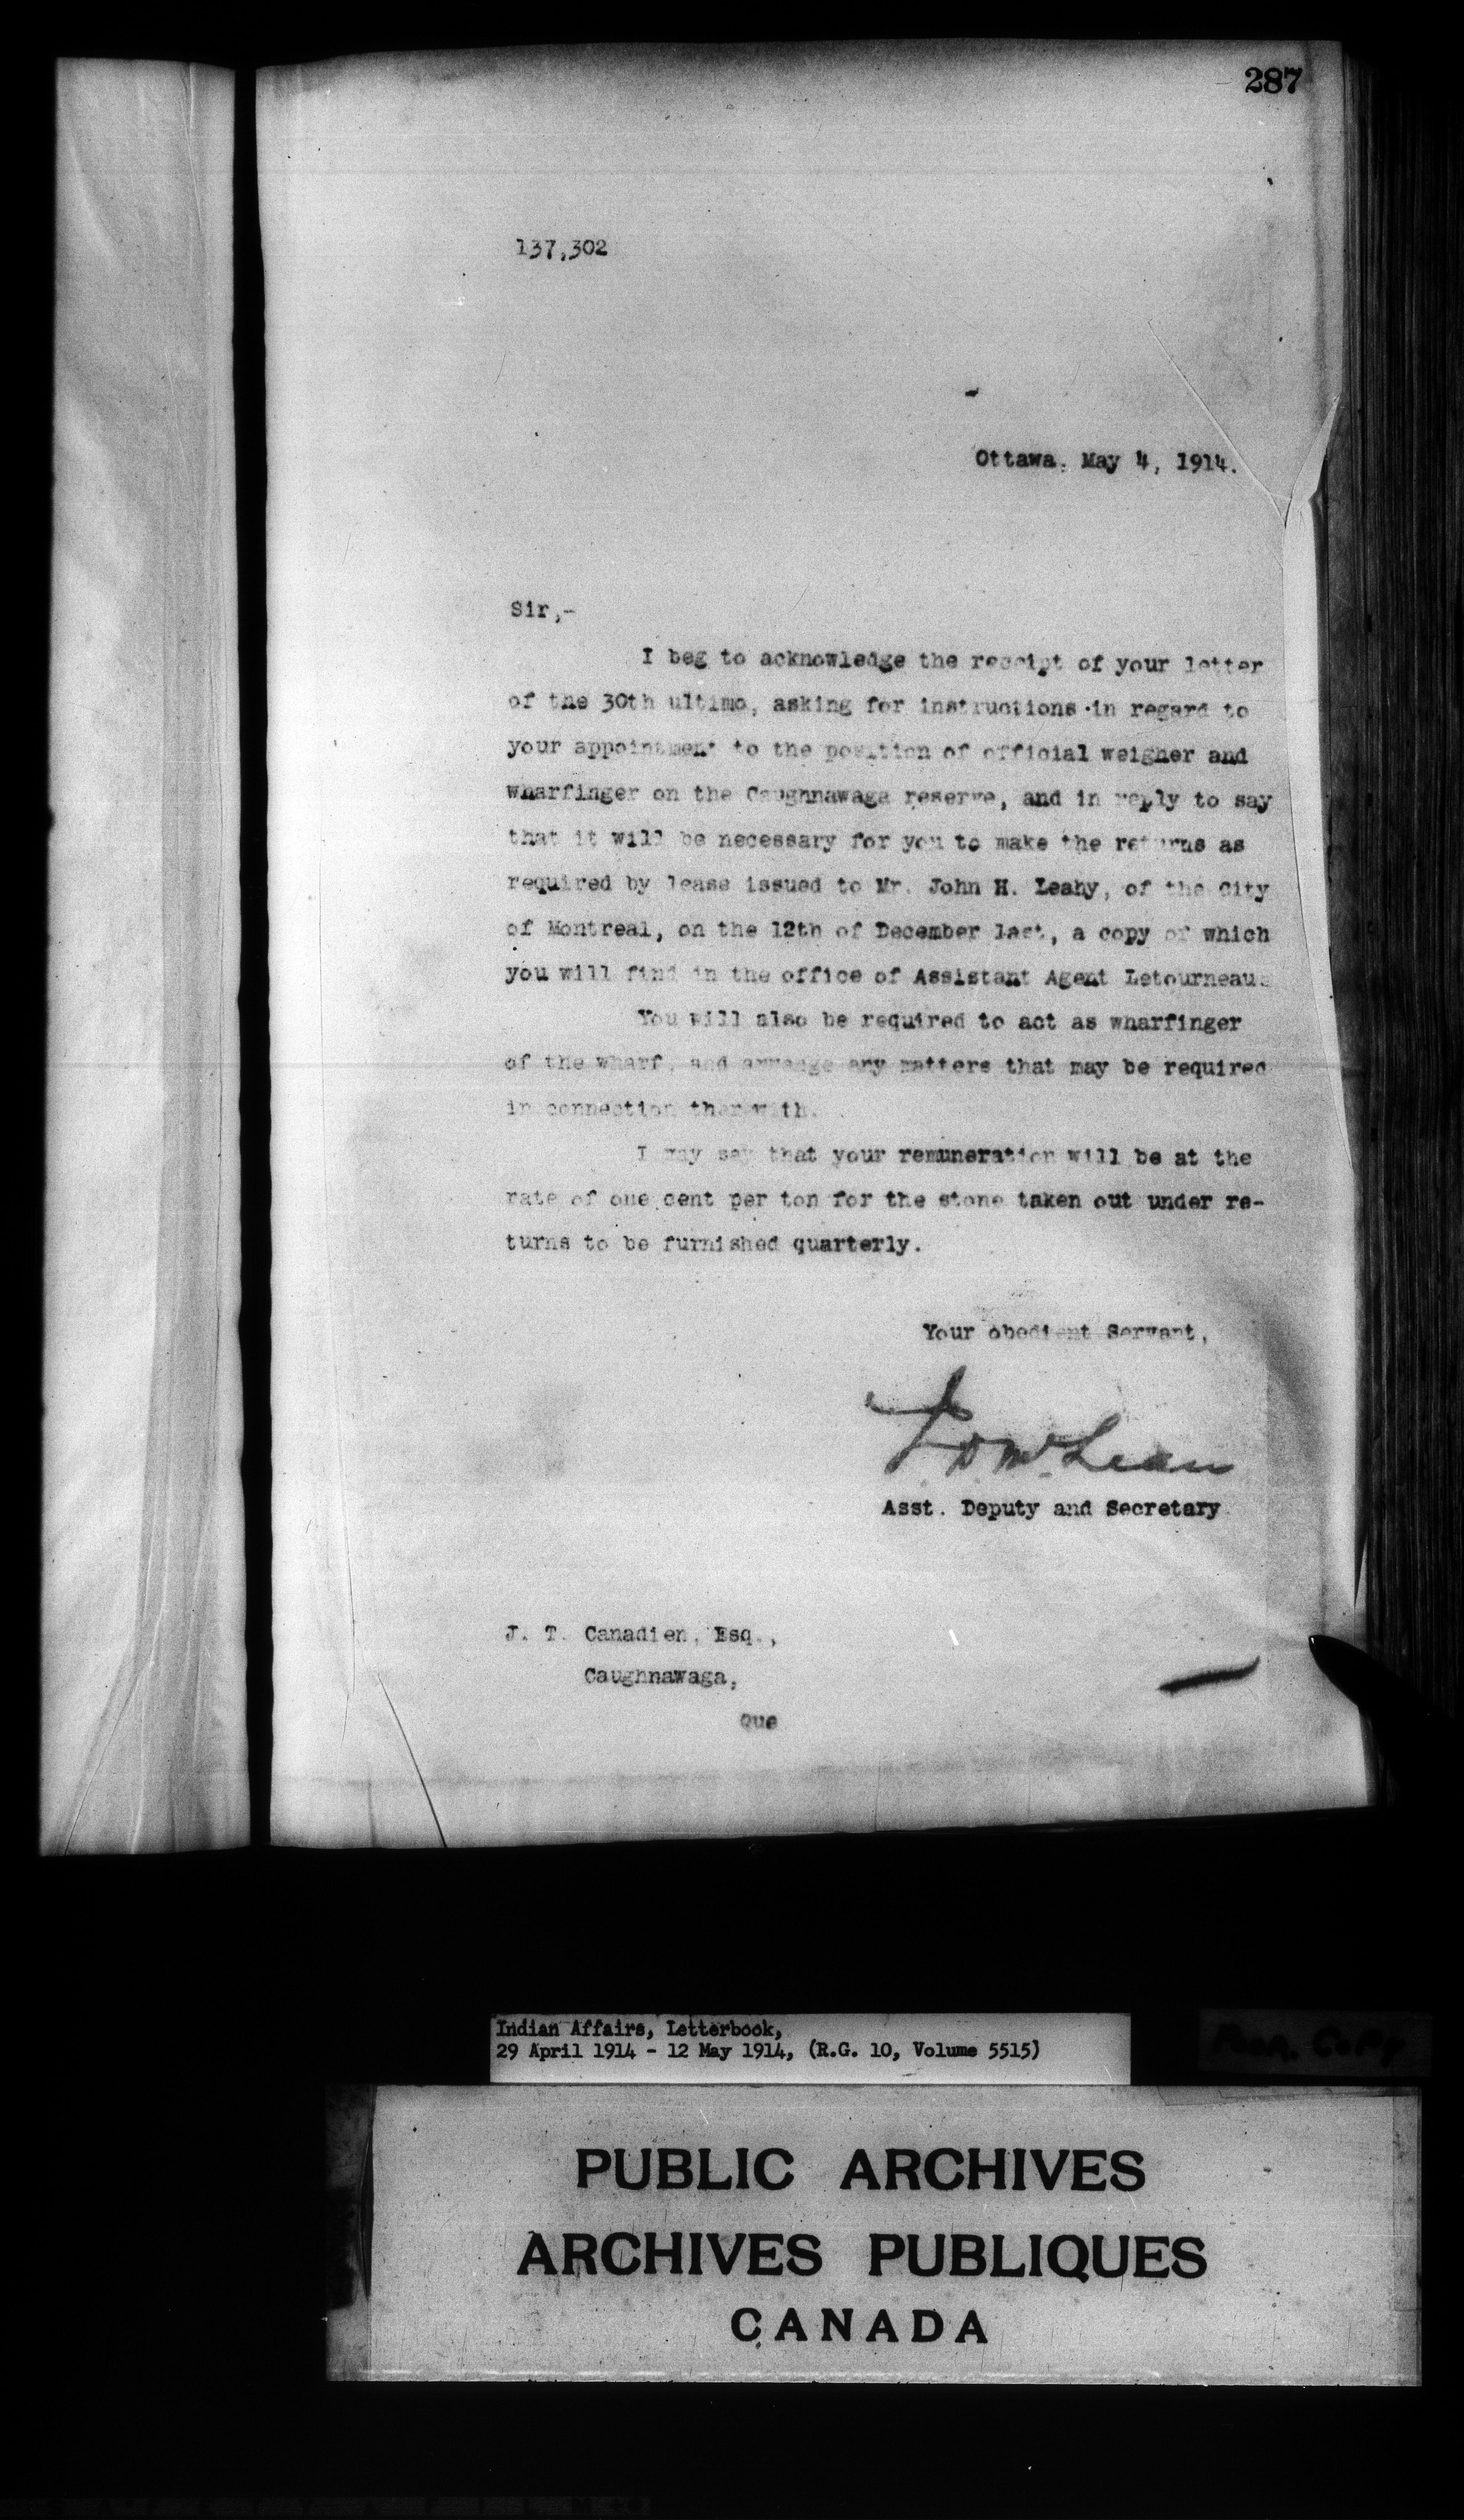 287
137,302
Ottawa, May 4, 1914.
Sir,-
I beg to acknowledge the receipt of your letter
of the 30th ultimo, asking for instructions in regard to
your appointment to the position of official weigher and
wharfinger on the Caughnawaga reserve, and in reply to say
that it will be necessary for you to make the returns as
required by lease issued to Mr. John H. Leahy, of the City
of Montreal, on the 12th of December last, a copy of which
you will find in the office of Assistant Agent Letourneau.
You will also be required to act as wharfinger
of the wharf, and arrange any matters that may be required
in connection therewith.
I may say that your remuneration will be at the
rate of one cent per ton for the stone taken out under re-
turns to be furnished quarterly.
Your obedient Servant,
J D McLean
Asst. Deputy and Secretary
J. T. Canadien, Esq.,
Caughnawaga,
Que
Indian Affairs, Letterbook,
29 April 1914 - 12 May 1914, (R.G. 10, Volume 5515)
Copy
PUBLIC ARCHIVES
ARCHIVES PUBLIQUES
CANADA